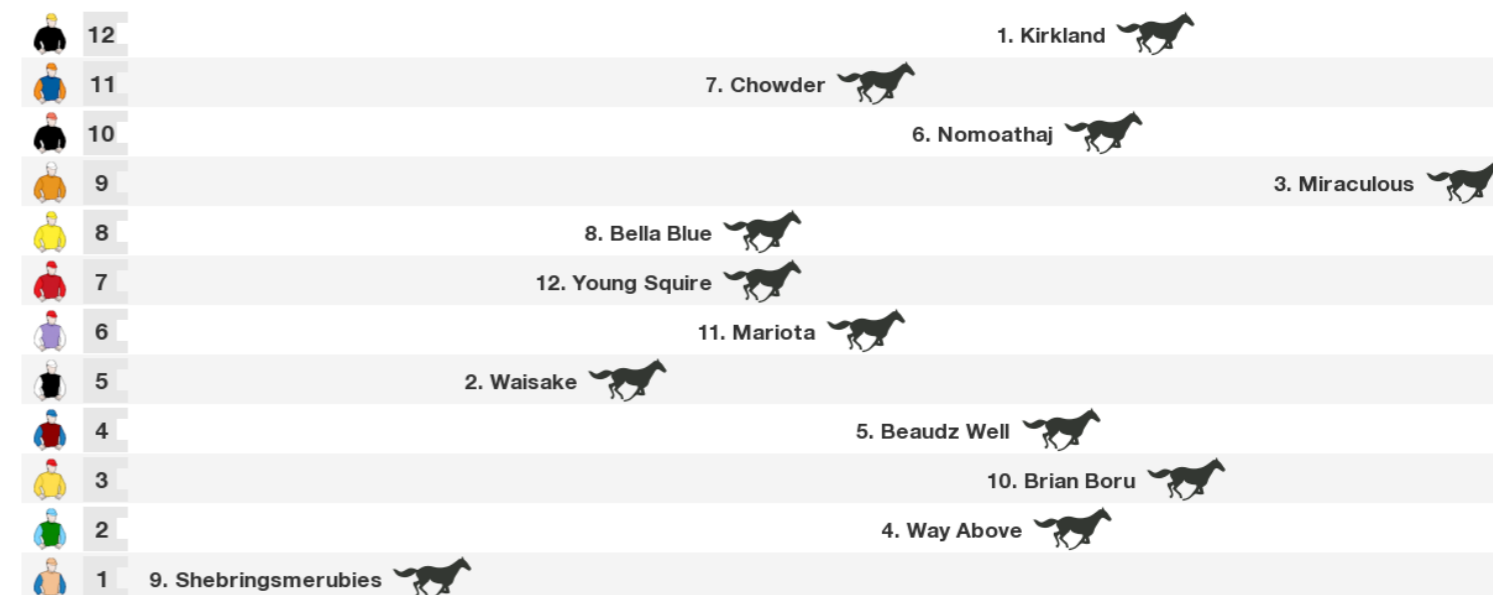 12 1. Kirkland
11 7. Chowder
10 6. Nomoathaj
9 3. Miraculous
8 8. Bella Blue
7 12. Young Squire
6 11. Mariota
5 2. Waisake
4 5. Beaudz Well
3 10. Brian Boru
2 4. Way Above
1 9. Shebringsmerubies